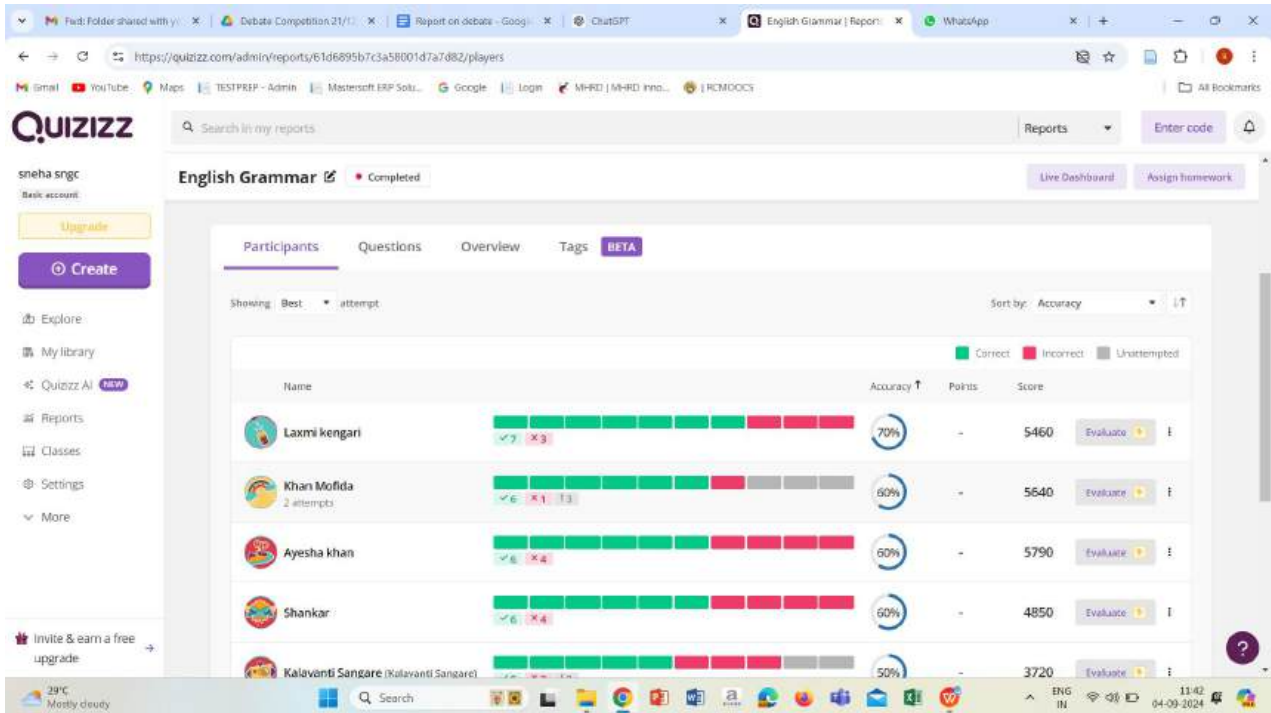 Fwd: Folder shared with y
Debate Competition 21/1
Report on debate - Googl
ChatGPT
English Grammar | Report
WhatsApp
https://quizizz.com/admin/reports/61d6895b7c3a58001d7a7d82/players
Gmail YouTube Maps TESTPREP - Admin Mastersoft ERP Solu... Google Login MHRD | MHRD Inno... | RCMOOCS All Bookmarks
QUIZIZZ
Search in my reports
Reports
Enter code
sneha sngc
Basic account
Upgrade
Create
Explore
My library
Quizizz AI NEW
Reports
Classes
Settings
More
Invite & earn a free
upgrade
English Grammar Completed Live Dashboard Assign homework
Participants Questions Overview Tags BETA
Showing Best attempt Sort by: Accuracy
Correct Incorrect Unattempted
Name Accuracy Points Score
Laxmi kengari 70% - 5460 Evaluate
7 3
Khan Mofida 60% - 5640 Evaluate
2 attempts 6 1 3
Ayesha khan 60% - 5790 Evaluate
6 4
Shankar 60% - 4850 Evaluate
6 4
Kalavanti Sangare (Kalavanti Sangare) 50% - 3720 Evaluate
?
29°C
Mostly cloudy
Search
ENG
IN
11:42
04-09-2024